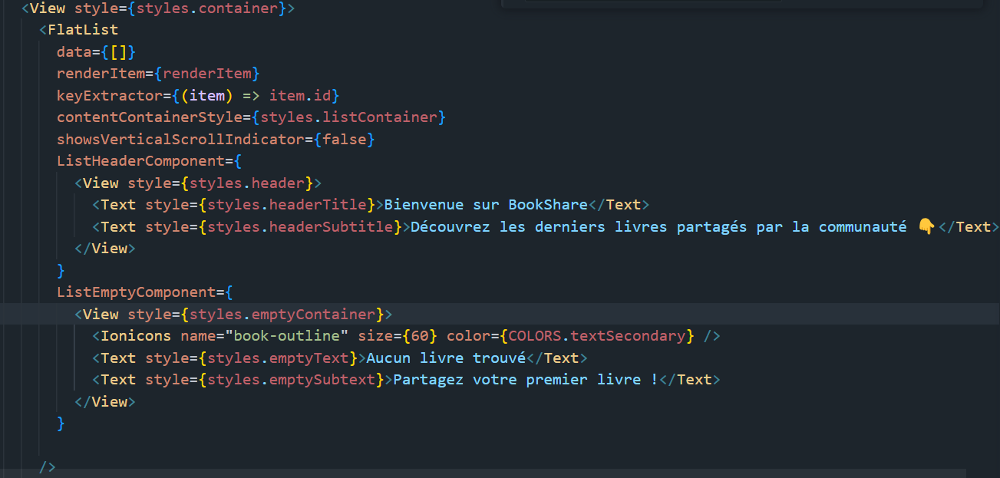 <View style={styles.container}>
<FlatList
data={[]}
renderItem={renderItem}
keyExtractor={(item) => item.id}
contentContainerStyle={styles.listContainer}
showsVerticalScrollIndicator={false}
ListHeaderComponent={
<View style={styles.header}>
<Text style={styles.headerTitle}>Bienvenue sur BookShare</Text>
<Text style={styles.headerSubtitle}>Découvrez les derniers livres partagés par la communauté 👇</Text>
</View>
}
ListEmptyComponent={
<View style={styles.emptyContainer}>
<Ionicons name="book-outline" size={60} color={COLORS.textSecondary} />
<Text style={styles.emptyText}>Aucun livre trouvé</Text>
<Text style={styles.emptySubtext}>Partagez votre premier livre !</Text>
</View>
}
/>